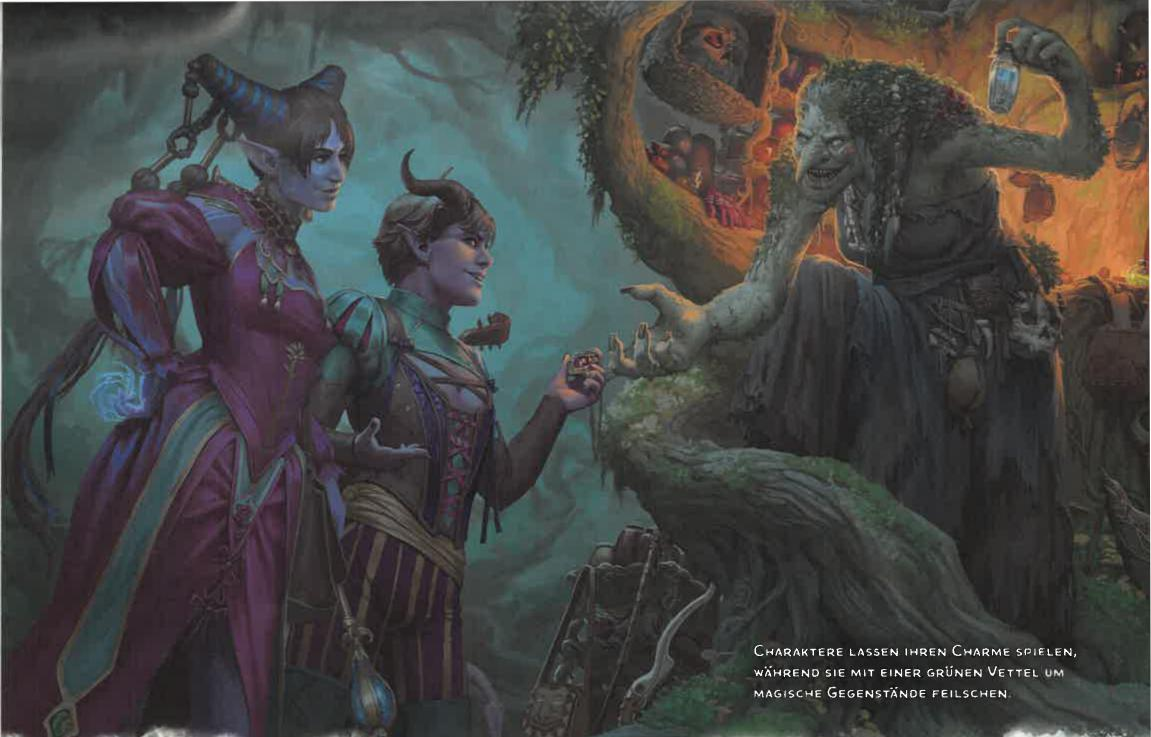 Charaktere lassen ihren Charme spielen,
während sie mit einer grünen Vettel um
magische Gegenstände feilschen.